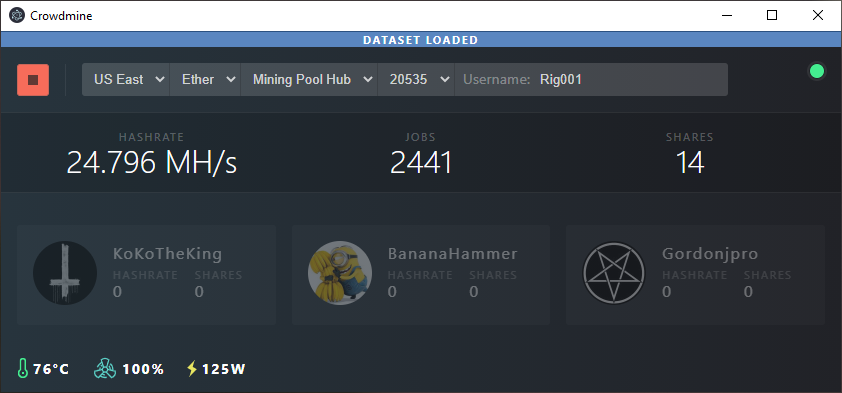 Crowdmine
DATASET LOADED
US East Ether Mining Pool Hub 20535 Username: Rig001
HASHRATE JOBS SHARES
24.796 MH/s 2441 14
KoKoTheKing BananaHammer Gordonjpro
HASHRATE SHARES HASHRATE SHARES HASHRATE SHARES
0 0 0 0 0 0
76°C 100% 125W